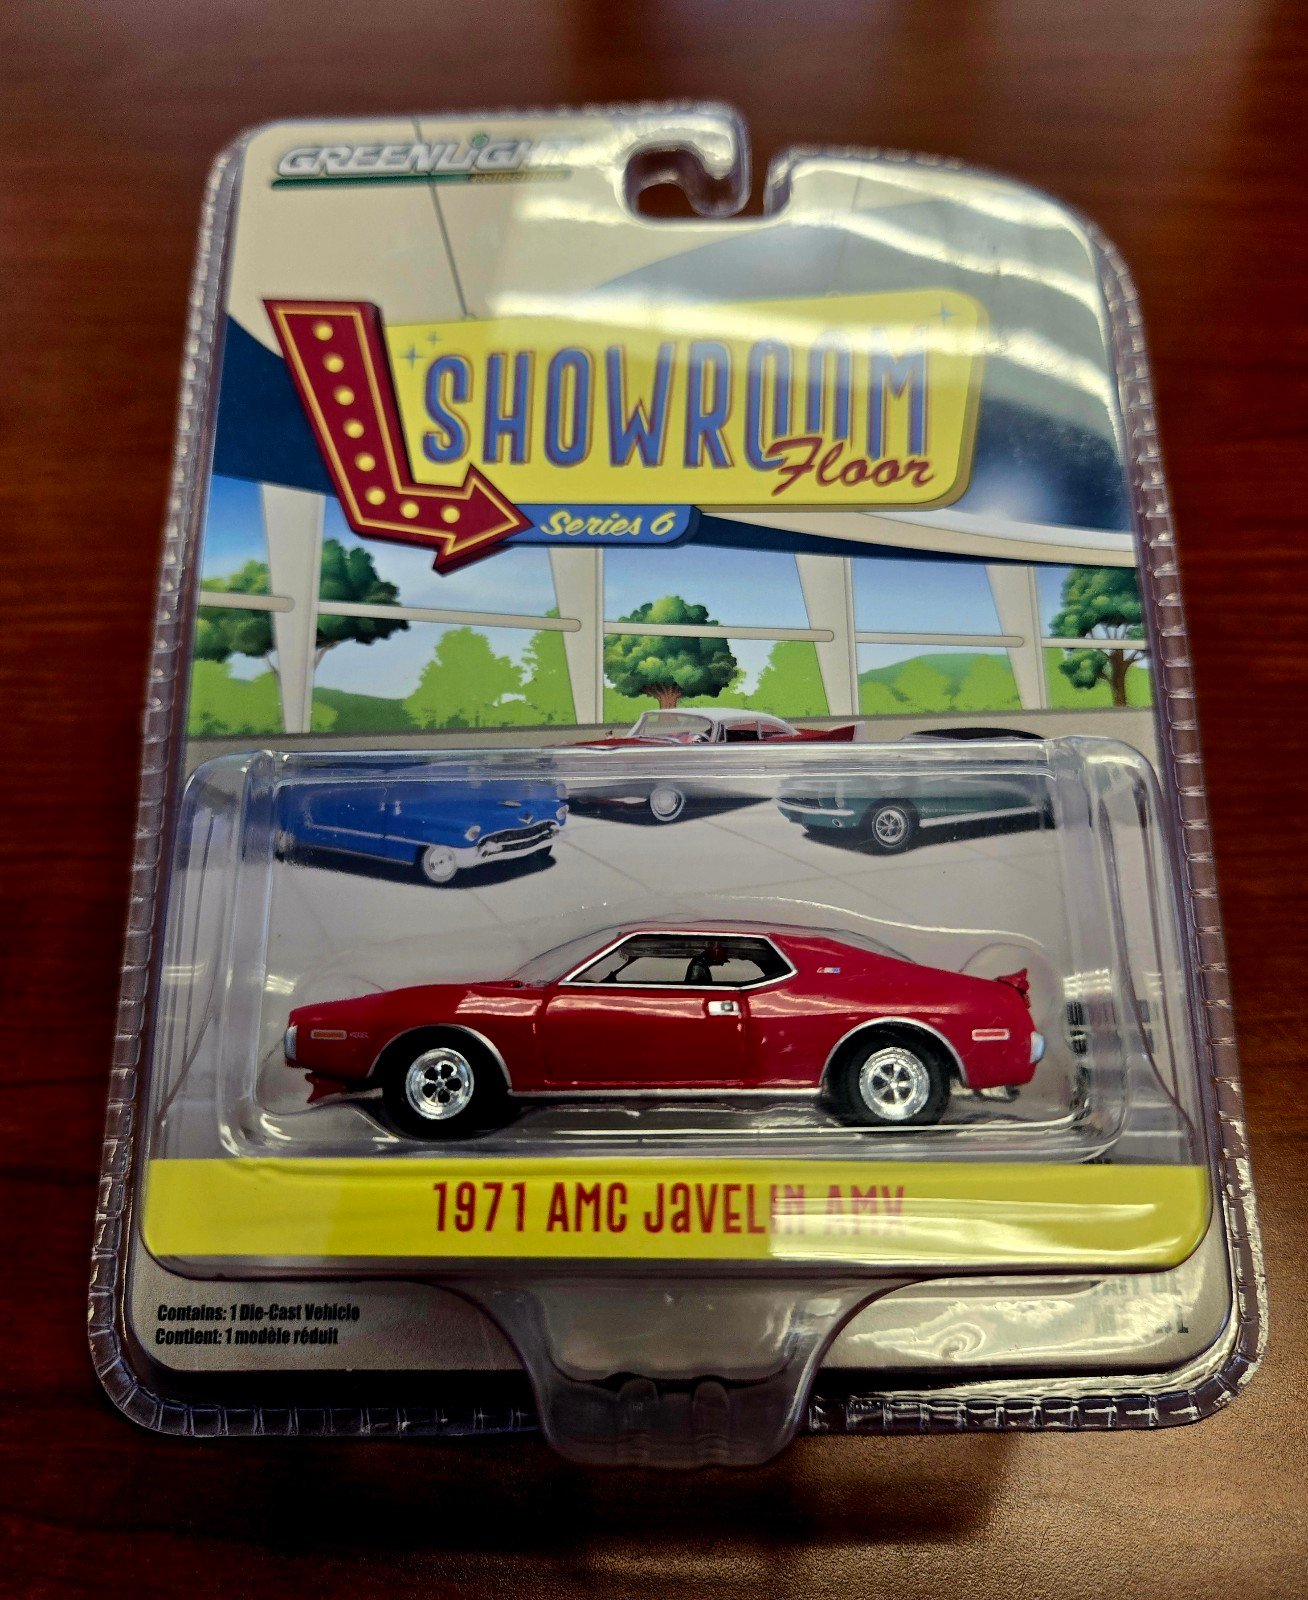 GREENLIGHT
SHOWROOM
Floor
Series 6
1971 AMC JAVELIN AMX
Contains: 1 Die-Cast Vehicle
Contient: 1 modèle réduit